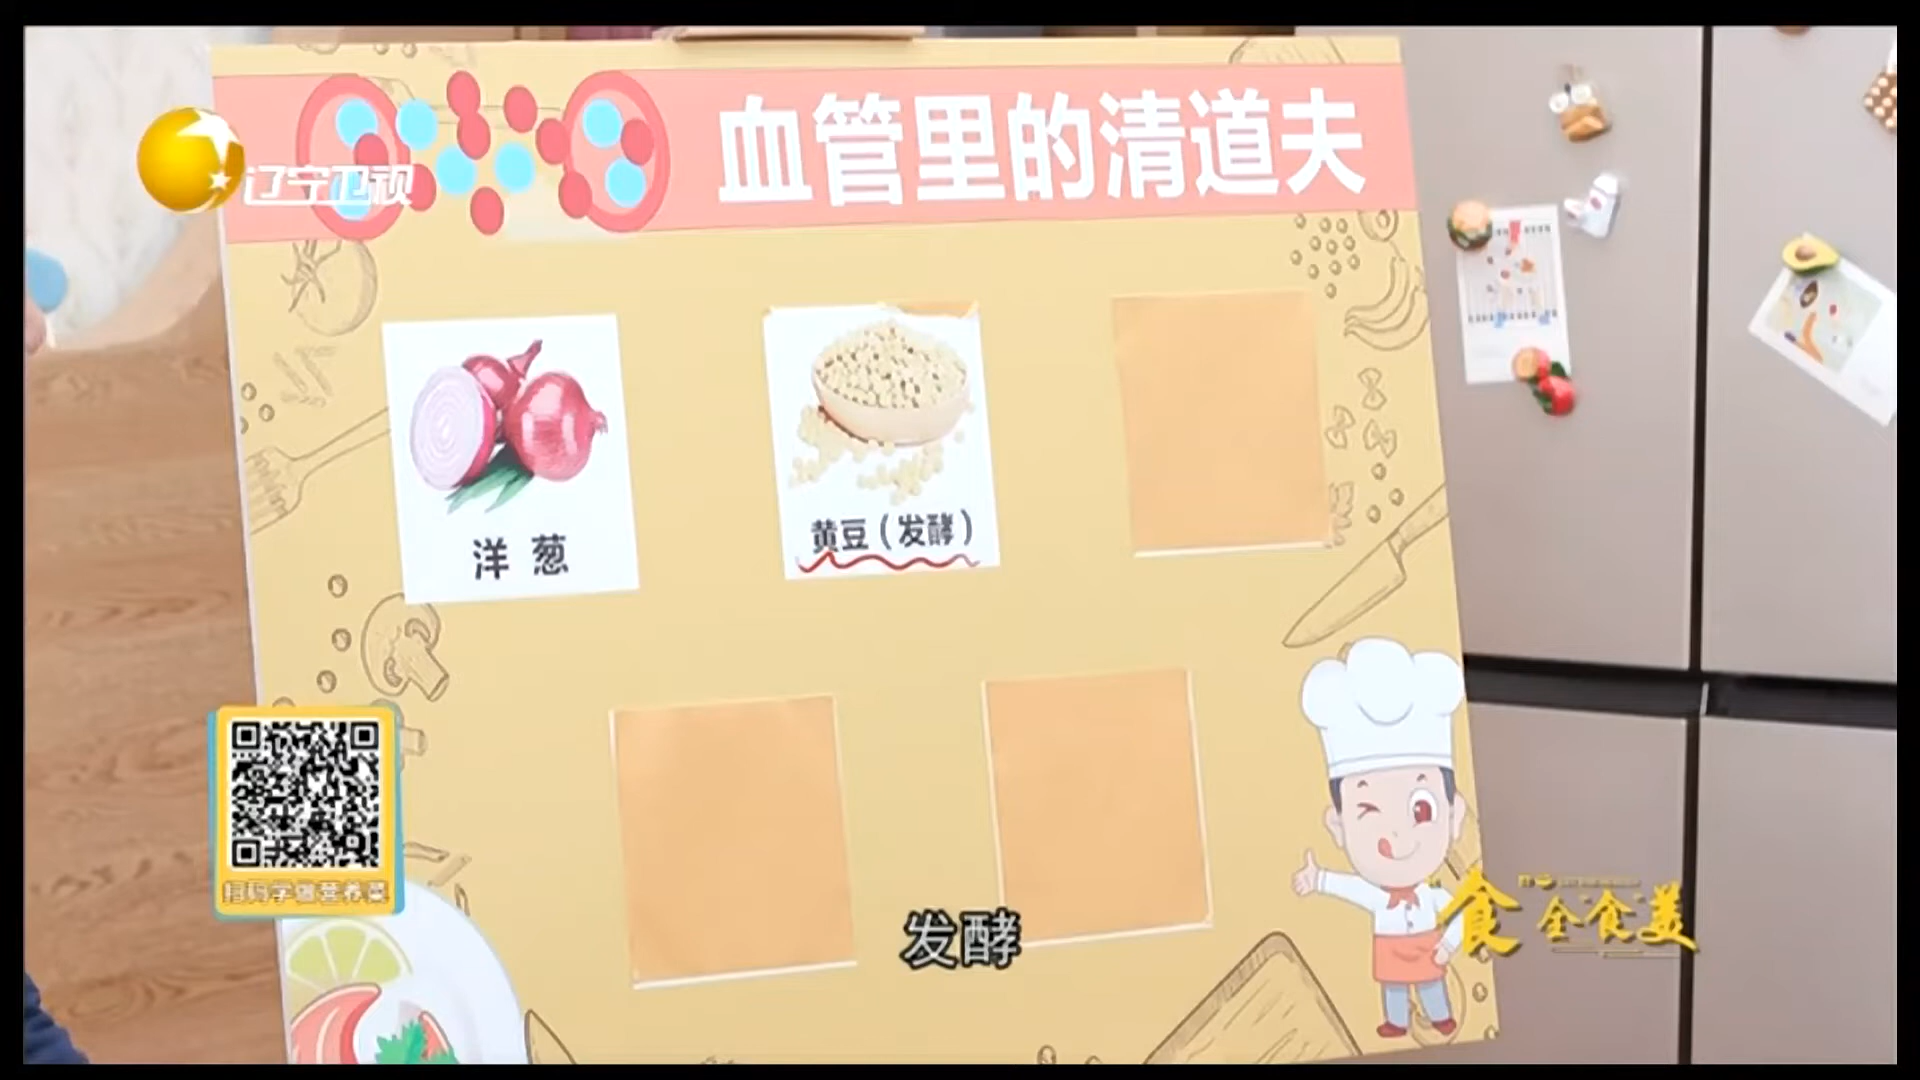 血管里的清道夫
辽宁卫视
洋葱
黄豆（发酵）
扫码学做营养菜
食全食美
发酵